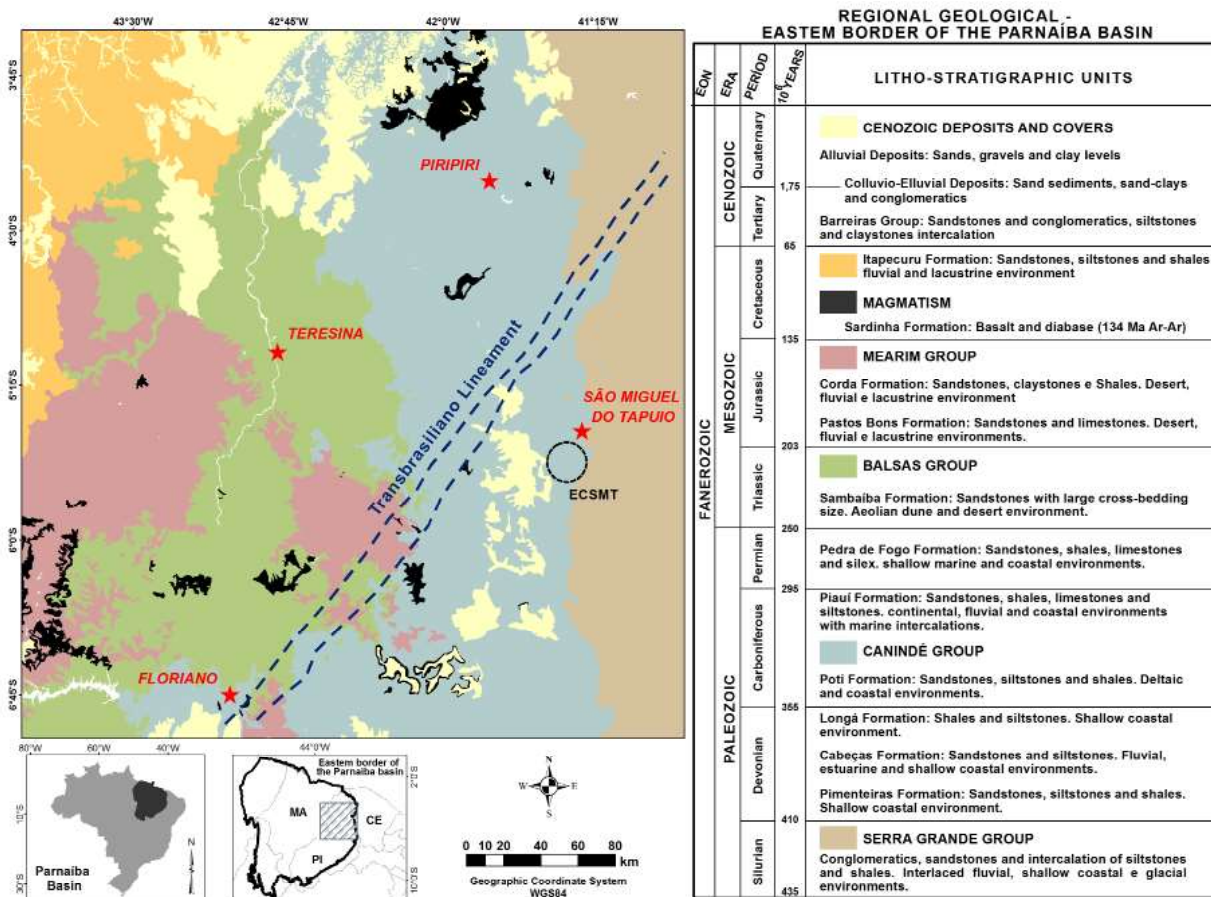 43°30'W
42°45'W
42°0'W
41°15'W
3°45'S
4°30'S
6°15'S
6°0'S
6°45'S
PIRIPIRI
TERESINA
SÃO MIGUEL
DO TAPUIO
ECSMT
Transbrasiliano Lineament
FLORIANO
80°W
60°W
40°W
10°S
30°S
N
Parnaíba
Basin
44°0'W
Eastern border of
the Parnaiba basin
2°0'S
10°0'S
MA
CE
PI
N
W
E
S
0 10 20 40 60 80
km
Geographic Coordinate System
WGS84
REGIONAL GEOLOGICAL -
EASTEM BORDER OF THE PARNAÍBA BASIN
EON
ERA
PERÍOD
10⁶ YEARS
LITHO-STRATIGRAPHIC UNITS
FANEROZOIC
CENOZOIC
MESOZOIC
PALEOZOIC
Quaternary
Tertiary
Cretaceous
Jurassic
Triassic
Permian
Carboniferous
Devonian
Silurian
1,75
65
135
203
250
295
355
410
435
CENOZOIC DEPOSITS AND COVERS
Alluvial Deposits: Sands, gravels and clay levels
Colluvio-Elluvial Deposits: Sand sediments, sand-clays
and conglomeratics
Barreiras Group: Sandstones and conglomeratics, siltstones
and claystones intercalation
Itapecuru Formation: Sandstones, siltstones and shales
fluvial and lacustrine environment
MAGMATISM
Sardinha Formation: Basalt and diabase (134 Ma Ar-Ar)
MEARIM GROUP
Corda Formation: Sandstones, claystones e Shales. Desert,
fluvial e lacustrine environment
Pastos Bons Formation: Sandstones and limestones. Desert,
fluvial e lacustrine environments.
BALSAS GROUP
Sambaíba Formation: Sandstones with large cross-bedding
size. Aeolian dune and desert environment.
Pedra de Fogo Formation: Sandstones, shales, limestones
and silex. shallow marine and coastal environments.
Piauí Formation: Sandstones, shales, limestones and
siltstones. continental, fluvial and coastal environments
with marine intercalations.
CANINDÉ GROUP
Poti Formation: Sandstones, siltstones and shales. Deltaic
and coastal environments.
Longá Formation: Shales and siltstones. Shallow coastal
environment.
Cabeças Formation: Sandstones and siltstones. Fluvial,
estuarine and shallow coastal environments.
Pimenteiras Formation: Sandstones, siltstones and shales.
Shallow coastal environment.
SERRA GRANDE GROUP
Conglomeratics, sandstones and intercalation of siltstones
and shales. Interlaced fluvial, shallow coastal e glacial
environments.